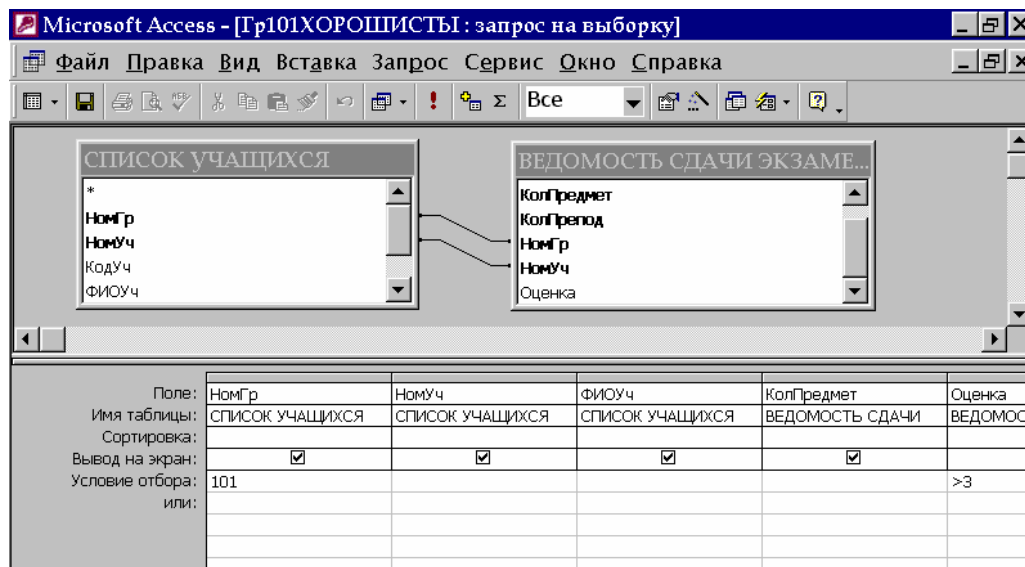 Microsoft Access - [Гр101ХОРОШИСТЫ : запрос на выборку]
Файл Правка Вид Вставка Запрос Сервис Окно Справка
Все
СПИСОК УЧАЩИХСЯ
*
НомГр
НомУч
КодУч
ФИОУч
ВЕДОМОСТЬ СДАЧИ ЭКЗАМЕ...
КолПредмет
КолПрепод
НомГр
НомУч
Оценка
Поле: НомГр НомУч ФИОУч КолПредмет Оценка
Имя таблицы: СПИСОК УЧАЩИХСЯ СПИСОК УЧАЩИХСЯ СПИСОК УЧАЩИХСЯ ВЕДОМОСТЬ СДАЧИ ВЕДОМОС
Сортировка:
Вывод на экран:
Условие отбора: 101 >3
или: